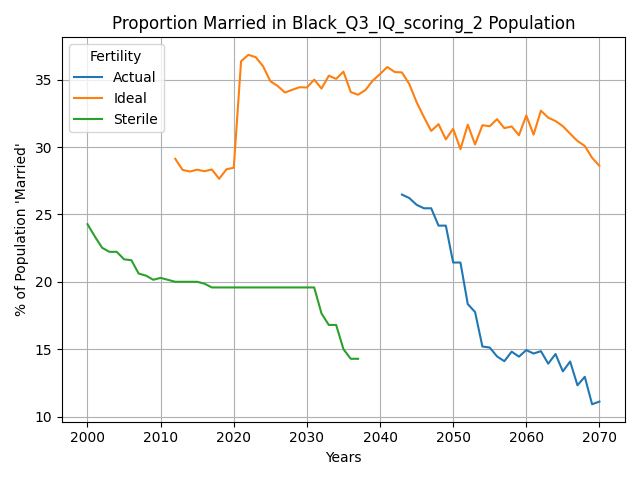 Proportion Married in Black_Q3_IQ_scoring_2 Population
Fertility
Actual
Ideal
Sterile
% of Population 'Married'
35
30
25
20
15
10
2000 2010 2020 2030 2040 2050 2060 2070
Years